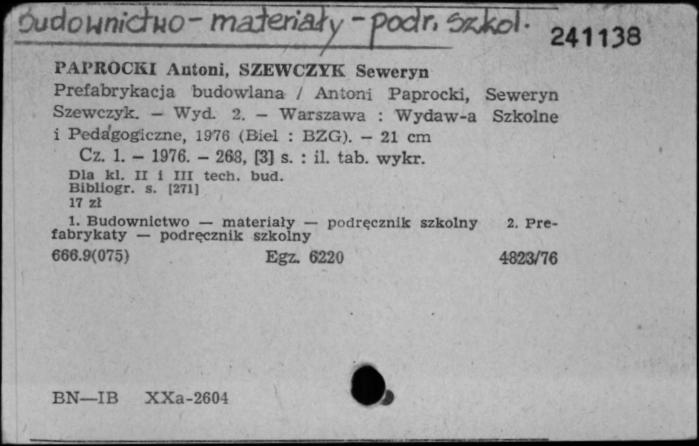 Budownictwo - materiały - podr. szkol. 241138
PAPROCKI Antoni, SZEWCZYK Seweryn
Prefabrykacja budowlana / Antoni Paprocki, Seweryn
Szewczyk. — Wyd. 2. — Warszawa : Wydaw-a Szkolne
i Pedagogiczne, 1976 (Biel : BZG). — 21 cm
Cz. 1. — 1976. — 268, [3] s. : il. tab. wykr.
Dla kl. II i III tech. bud.
Bibliogr. s. [271]
17 zł
1. Budownictwo — materiały — podręcznik szkolny 2. Pre-
fabrykaty — podręcznik szkolny
666.9(075) Egz. 6220 4823/76
BN—IB XXa-2604